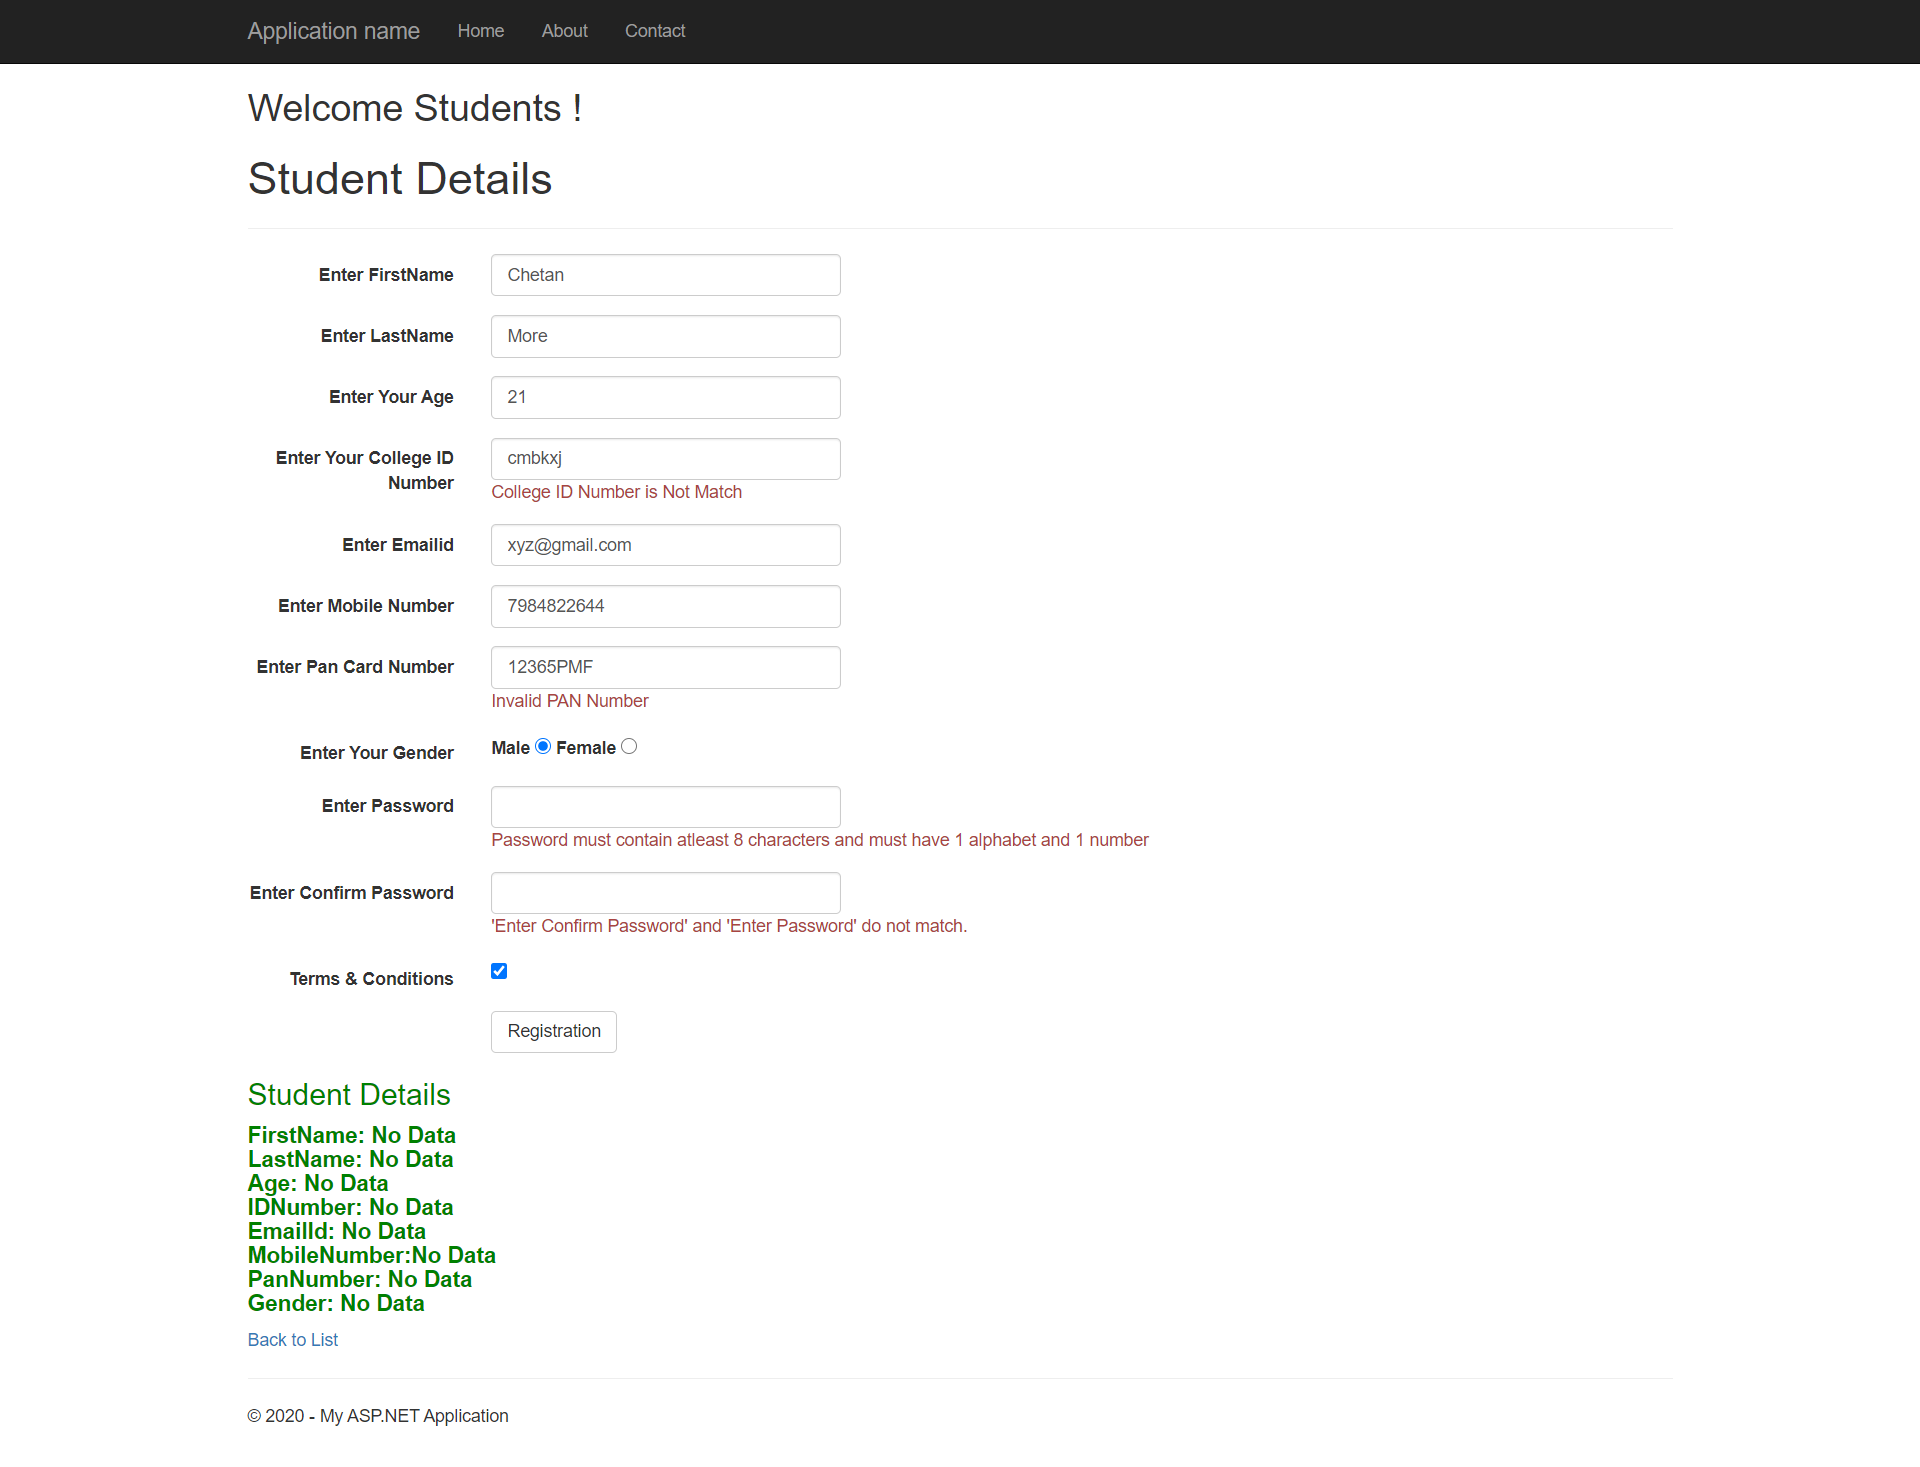 Application name Home About Contact
Welcome Students !
Student Details
Enter FirstName Chetan
Enter LastName More
Enter Your Age 21
Enter Your College ID Number cmbkxj
College ID Number is Not Match
Enter Emailid xyz@gmail.com
Enter Mobile Number 7984822644
Enter Pan Card Number 12365PMF
Invalid PAN Number
Enter Your Gender Male Female
Enter Password
Password must contain atleast 8 characters and must have 1 alphabet and 1 number
Enter Confirm Password
'Enter Confirm Password' and 'Enter Password' do not match.
Terms & Conditions
Registration
Student Details
FirstName: No Data
LastName: No Data
Age: No Data
IDNumber: No Data
EmailId: No Data
MobileNumber:No Data
PanNumber: No Data
Gender: No Data
Back to List
© 2020 - My ASP.NET Application